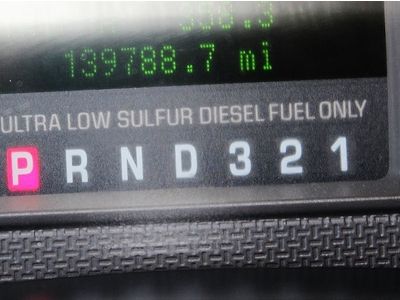 139788.7 mi
ULTRA LOW SULFUR DIESEL FUEL ONLY
P R N D 3 2 1